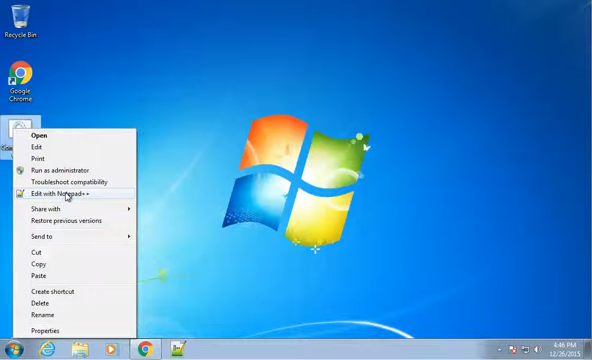 Recycle Bin
Google
Chrome
Open
Edit
Print
Run as administrator
Troubleshoot compatibility
Edit with Notepad++
Share with
Restore previous versions
Send to
Cut
Copy
Paste
Create shortcut
Delete
Rename
Properties
4:46 PM
12/26/2015